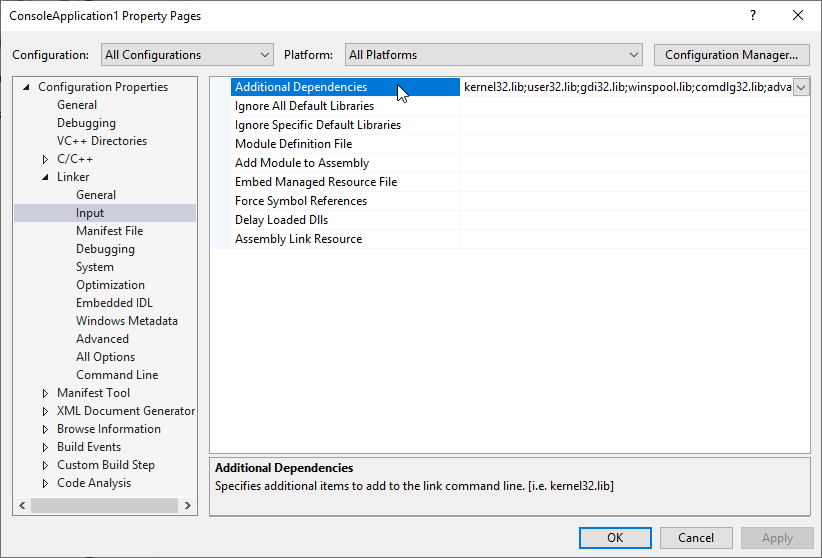 ConsoleApplication1 Property Pages
?
Configuration: All Configurations Platform: All Platforms Configuration Manager...
Configuration Properties
General
Debugging
VC++ Directories
C/C++
Linker
General
Input
Manifest File
Debugging
System
Optimization
Embedded IDL
Windows Metadata
Advanced
All Options
Command Line
Manifest Tool
XML Document Generator
Browse Information
Build Events
Custom Build Step
Code Analysis
Additional Dependencies kernel32.lib;user32.lib;gdi32.lib;winspool.lib;comdlg32.lib;adva
Ignore All Default Libraries
Ignore Specific Default Libraries
Module Definition File
Add Module to Assembly
Embed Managed Resource File
Force Symbol References
Delay Loaded Dlls
Assembly Link Resource
Additional Dependencies
Specifies additional items to add to the link command line. [i.e. kernel32.lib]
OK Cancel Apply